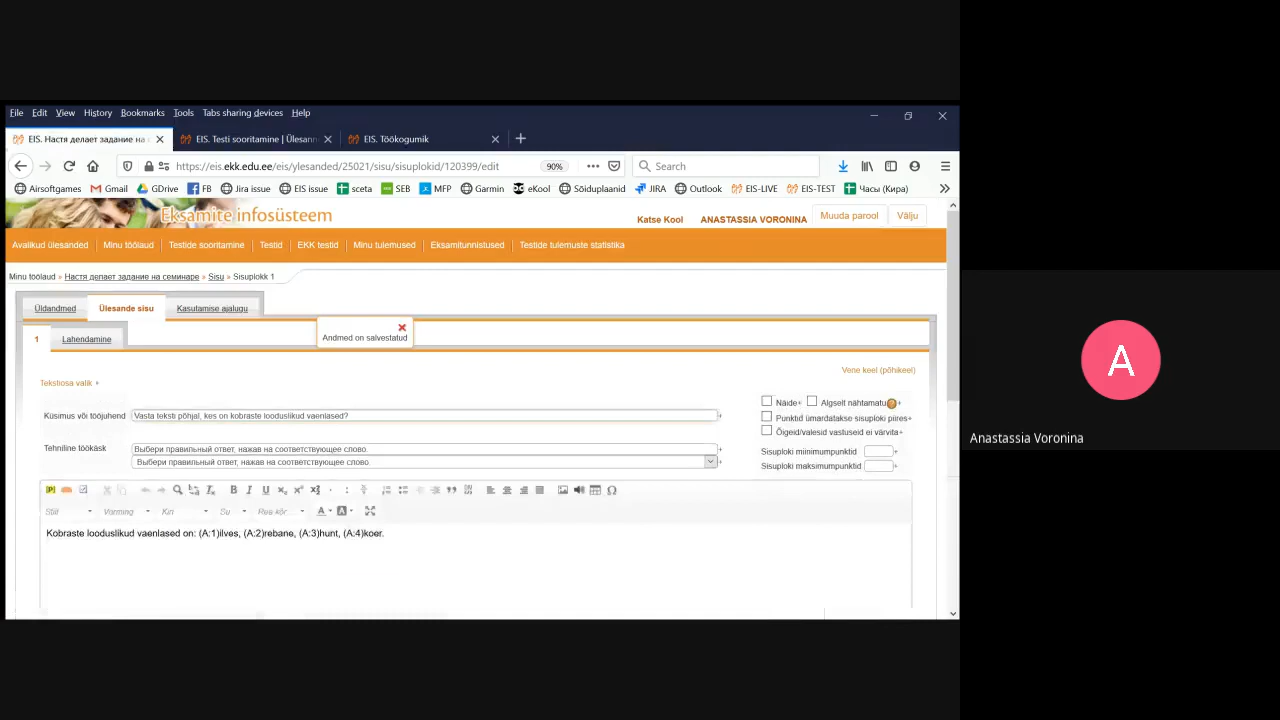 File Edit View History Bookmarks Tools Tabs sharing devices Help
EIS. Настя делает задание на с EIS. Testi sooritamine | Ülesann EIS. Töökogumik
https://eis.ekk.edu.ee/eis/ylesanded/25021/sisu/sisuplokid/120399/edit 90% Search
Airsoftgames Gmail GDrive FB Jira issue EIS issue sceta SEB MFP Garmin eKool Sõiduplaanid JIRA Outlook EIS-LIVE EIS-TEST Часы (Кира)
Eksamite infosüsteem
Katse Kool ANASTASSIA VORONINA Muuda parool Välju
Avalikud ülesanded Minu töölaud Testide sooritamine Testid EKK testid Minu tulemused Eksamitunnistused Testide tulemuste statistika
Minu töölaud » Настя делает задание на семинаре » Sisu » Sisuplokk 1
Üldandmed Ülesande sisu Kasutamise ajalugu
1 Lahendamine
Andmed on salvestatud
Vene keel (põhikeel)
Tekstiosa valik
Küsimus või tööjuhend Vasta teksti põhjal, kes on kobraste looduslikud vaenlased?
Näide Algselt nähtamatu
Punktid ümardatakse sisuploki piires
Õigeid/valesid vastuseid ei värvita
Tehniline töökäsk Выбери правильный ответ, нажав на соответствующее слово.
Выбери правильный ответ, нажав на соответствующее слово.
Sisuploki miinimumpunktid
Sisuploki maksimumpunktid
Stiil Vorming Kiri Su Rea kõr
Kobraste looduslikud vaenlased on: (A:1)ilves, (A:2)rebane, (A:3)hunt, (A:4)koer.
A
Anastassia Voronina